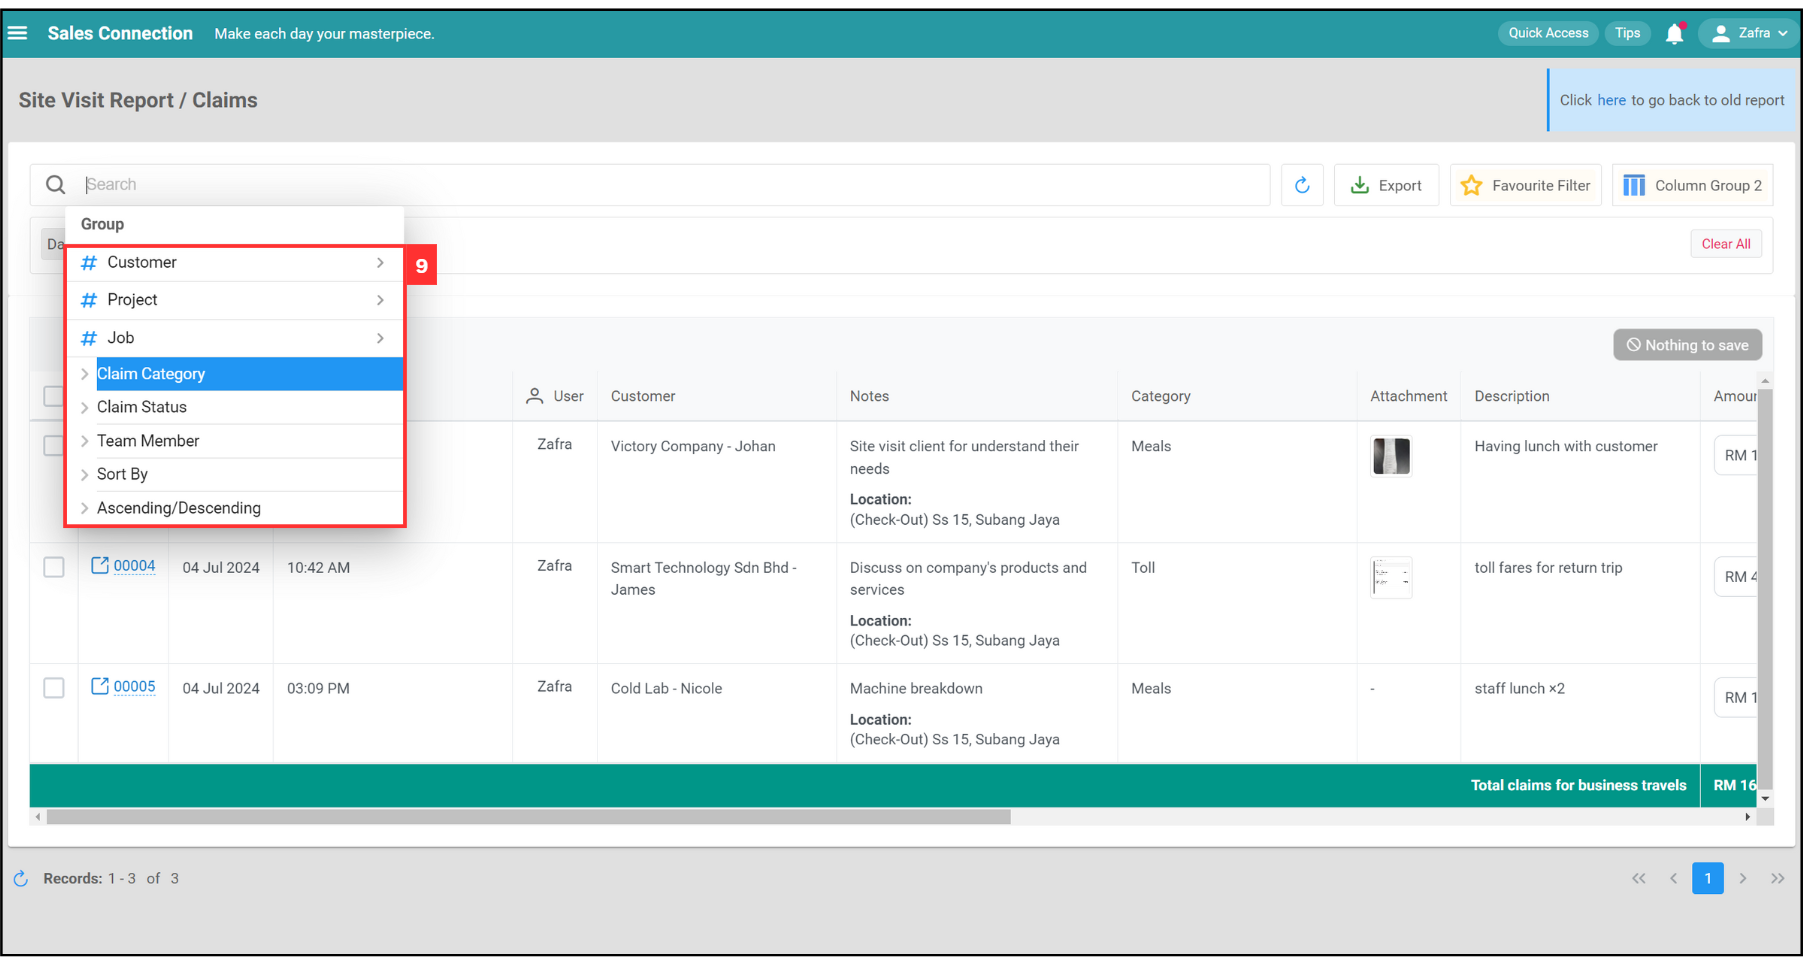 Sales Connection Make each day your masterpiece. Quick Access Tips Zafra
Site Visit Report / Claims
Click here to go back to old report
Search
Export Favourite Filter Column Group 2
Group
Da
Clear All
# Customer
9
# Project
# Job
Nothing to save
Claim Category
Claim Status
Team Member
Sort By
Ascending/Descending
User Customer Notes Category Attachment Description Amour
Zafra Victory Company - Johan Site visit client for understand their Meals Having lunch with customer RM 1
needs
Location:
(Check-Out) Ss 15, Subang Jaya
00004 04 Jul 2024 10:42 AM Zafra Smart Technology Sdn Bhd - Discuss on company's products and Toll toll fares for return trip RM 4
James services
Location:
(Check-Out) Ss 15, Subang Jaya
00005 04 Jul 2024 03:09 PM Zafra Cold Lab - Nicole Machine breakdown Meals - staff lunch ×2 RM 1
Location:
(Check-Out) Ss 15, Subang Jaya
Total claims for business travels RM 16
Records: 1 - 3 of 3 « ‹ 1 › »